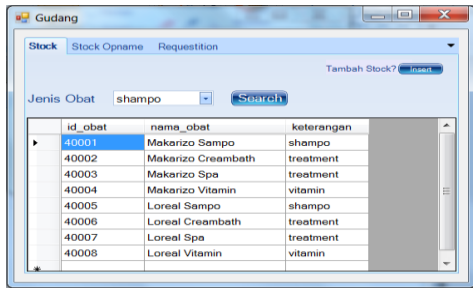 Gudang
Stock Stock Opname Requestition
Tambah Stock? Insert
Jenis Obat shampo Search
id_obat nama_obat keterangan
40001 Makarizo Sampo shampo
40002 Makarizo Creambath treatment
40003 Makarizo Spa treatment
40004 Makarizo Vitamin vitamin
40005 Loreal Sampo shampo
40006 Loreal Creambath treatment
40007 Loreal Spa treatment
40008 Loreal Vitamin vitamin